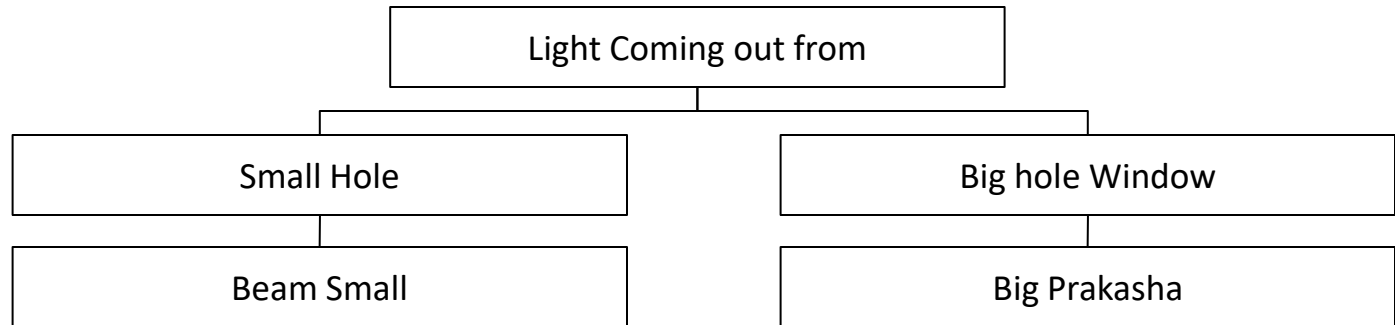 Light Coming out from
Small Hole
Big hole Window
Beam Small
Big Prakasha